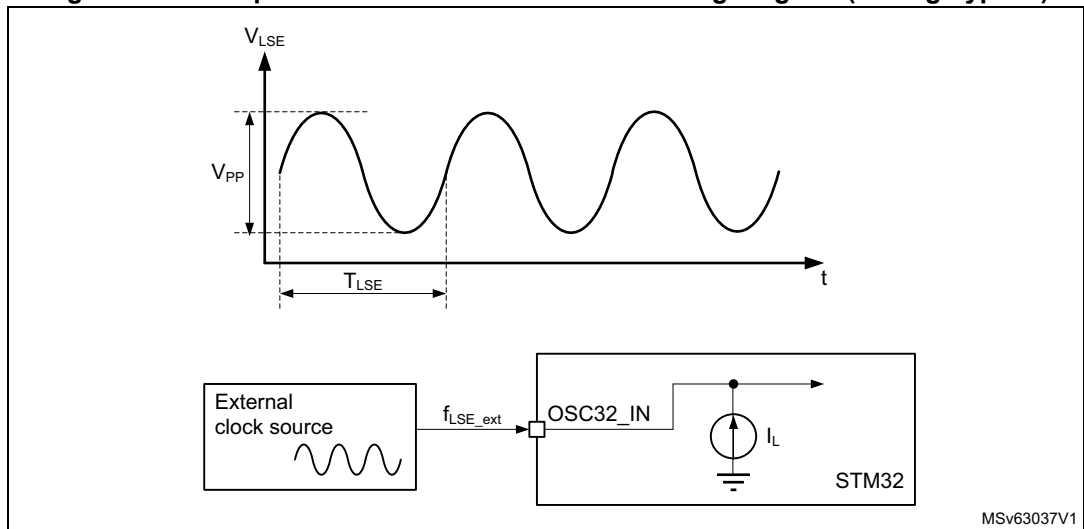 V_LSE
V_PP
T_LSE
t
External
clock source
f_LSE_ext
OSC32_IN
I_L
STM32
MSv63037V1